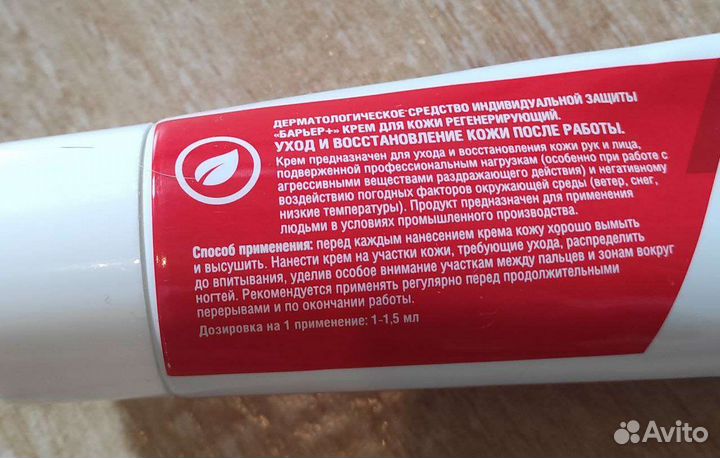 ДЕРМАТОЛОГИЧЕСКОЕ СРЕДСТВО ИНДИВИДУАЛЬНОЙ ЗАЩИТЫ
«БАРЬЕР+» КРЕМ ДЛЯ КОЖИ РЕГЕНЕРИРУЮЩИЙ.
УХОД И ВОССТАНОВЛЕНИЕ КОЖИ ПОСЛЕ РАБОТЫ.
Крем предназначен для ухода и восстановления кожи рук и лица,
подверженной профессиональным нагрузкам (особенно при работе с
агрессивными веществами раздражающего действия) и негативному
воздействию погодных факторов окружающей среды (ветер, снег,
низкие температуры). Продукт предназначен для применения
людьми в условиях промышленного производства.
Способ применения: перед каждым нанесением крема кожу хорошо вымыть
и высушить. Нанести крем на участки кожи, требующие ухода, распределить
до впитывания, уделив особое внимание участкам между пальцев и зонам вокруг
ногтей. Рекомендуется применять регулярно перед продолжительными
перерывами и по окончании работы.
Дозировка на 1 применение: 1-1,5 мл
Avito